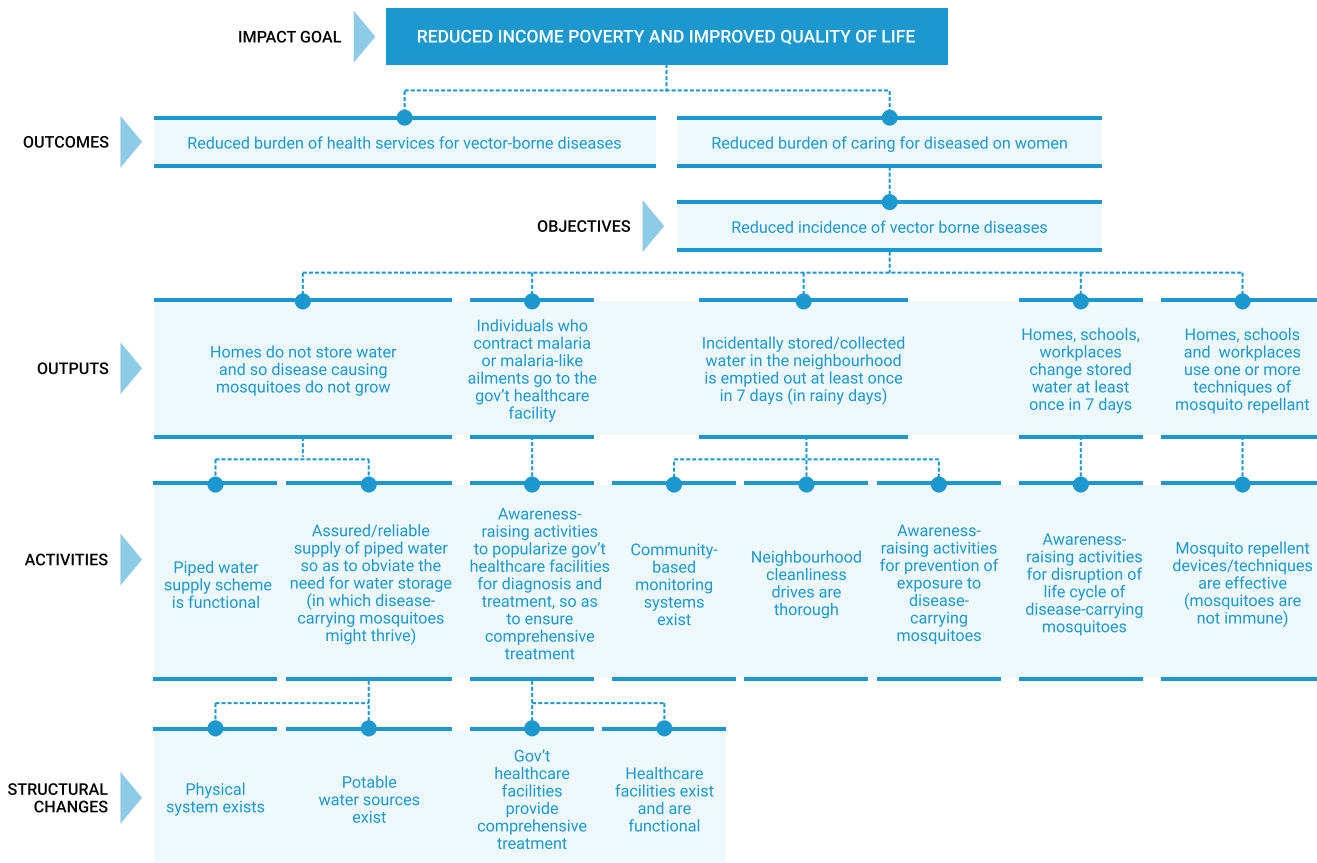 IMPACT GOAL
REDUCED INCOME POVERTY AND IMPROVED QUALITY OF LIFE
OUTCOMES
Reduced burden of health services for vector-borne diseases
Reduced burden of caring for diseased on women
OBJECTIVES
Reduced incidence of vector borne diseases
OUTPUTS
Homes do not store water
and so disease causing
mosquitoes do not grow
Individuals who
contract malaria
or malaria-like
ailments go to the
gov't healthcare
facility
Incidentally stored/collected
water in the neighbourhood
is emptied out at least once
in 7 days (in rainy days)
Homes, schools,
workplaces
change stored
water at least
once in 7 days
Homes, schools
and workplaces
use one or more
techniques of
mosquito repellant
ACTIVITIES
Piped water
supply scheme
is functional
Assured/reliable
supply of piped water
so as to obviate the
need for water storage
(in which disease-
carrying mosquitoes
might thrive)
Awareness-
raising activities
to popularize gov't
healthcare facilities
for diagnosis and
treatment, so as
to ensure
comprehensive
treatment
Community-
based
monitoring
systems
exist
Neighbourhood
cleanliness
drives are
thorough
Awareness-
raising activities
for prevention of
exposure to
disease-
carrying
mosquitoes
Awareness-
raising activities
for disruption of
life cycle of
disease-carrying
mosquitoes
Mosquito repellent
devices/techniques
are effective
(mosquitoes are
not immune)
STRUCTURAL
CHANGES
Physical
system exists
Potable
water sources
exist
Gov't
healthcare
facilities
provide
comprehensive
treatment
Healthcare
facilities exist
and are
functional